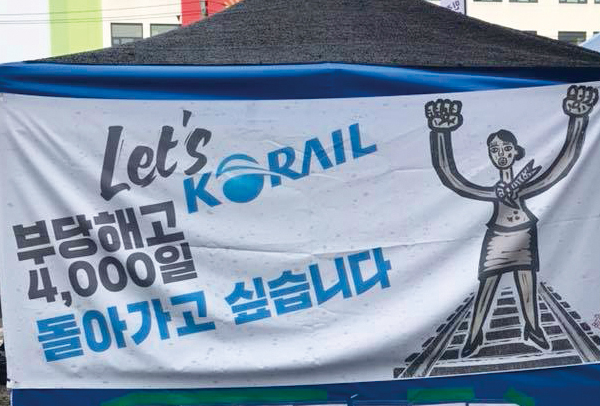 Let's
KORAIL
부당해고
4,000일
돌아가고 싶습니다